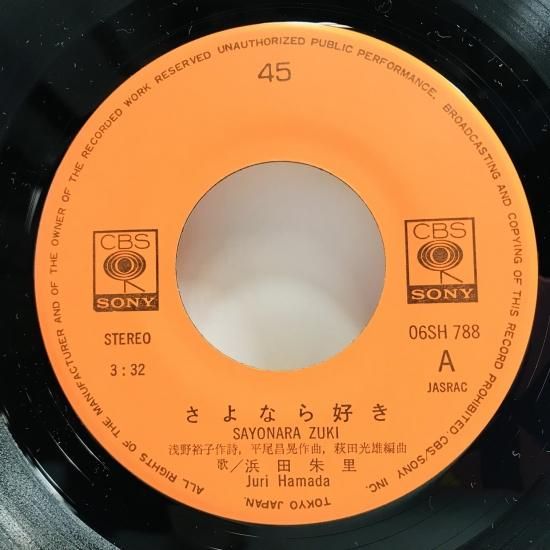 ALL RIGHTS OF THE MANUFACTURER AND OF THE OWNER OF THE RECORDED WORK RESERVED UNAUTHORIZED PUBLIC PERFORMANCE. BROADCASTING AND COPYING OF THIS RECORD PROHIBITED. CBS/SONY INC. TOKYO JAPAN.
45
CBS
SONY
CBS
SONY
STEREO
3:32
06SH 788
A
JASRAC
さよなら好き
SAYONARA ZUKI
浅野裕子作詩, 平尾昌晃作曲, 萩田光雄編曲
歌/浜田朱里
Juri Hamada